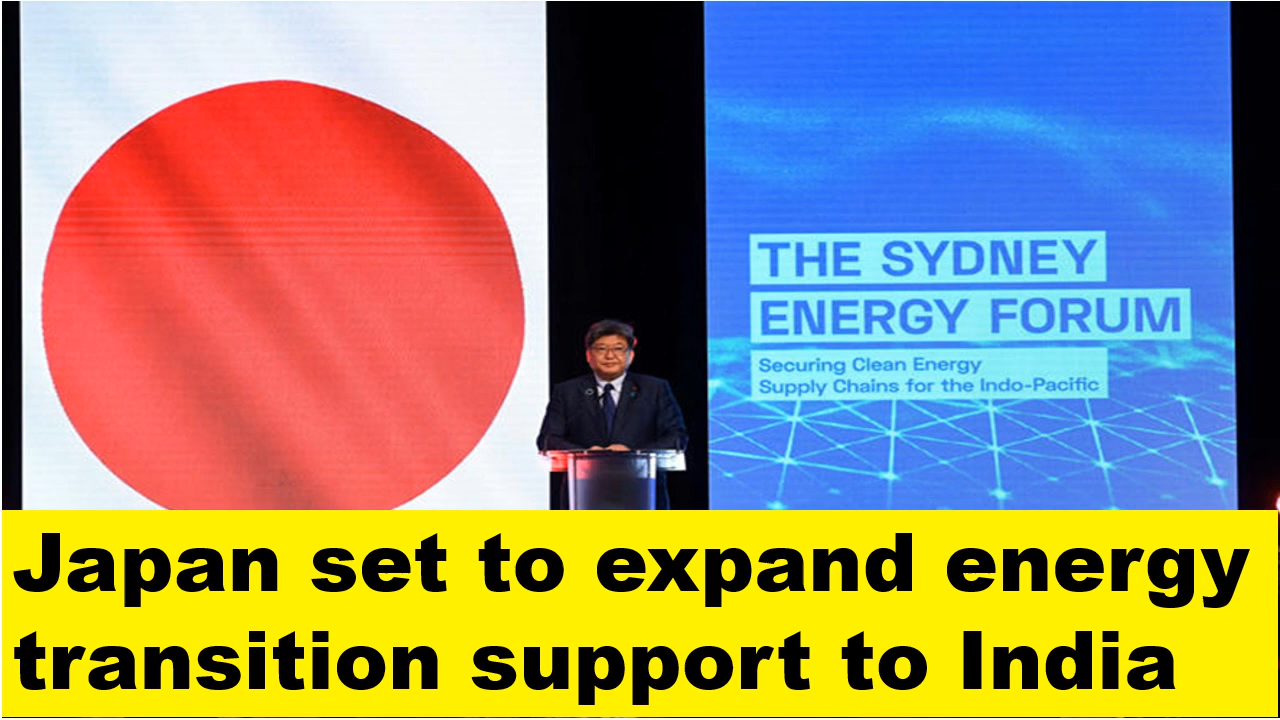 THE SYDNEY
ENERGY FORUM
Securing Clean Energy
Supply Chains for the Indo-Pacific
Japan set to expand energy
transition support to India